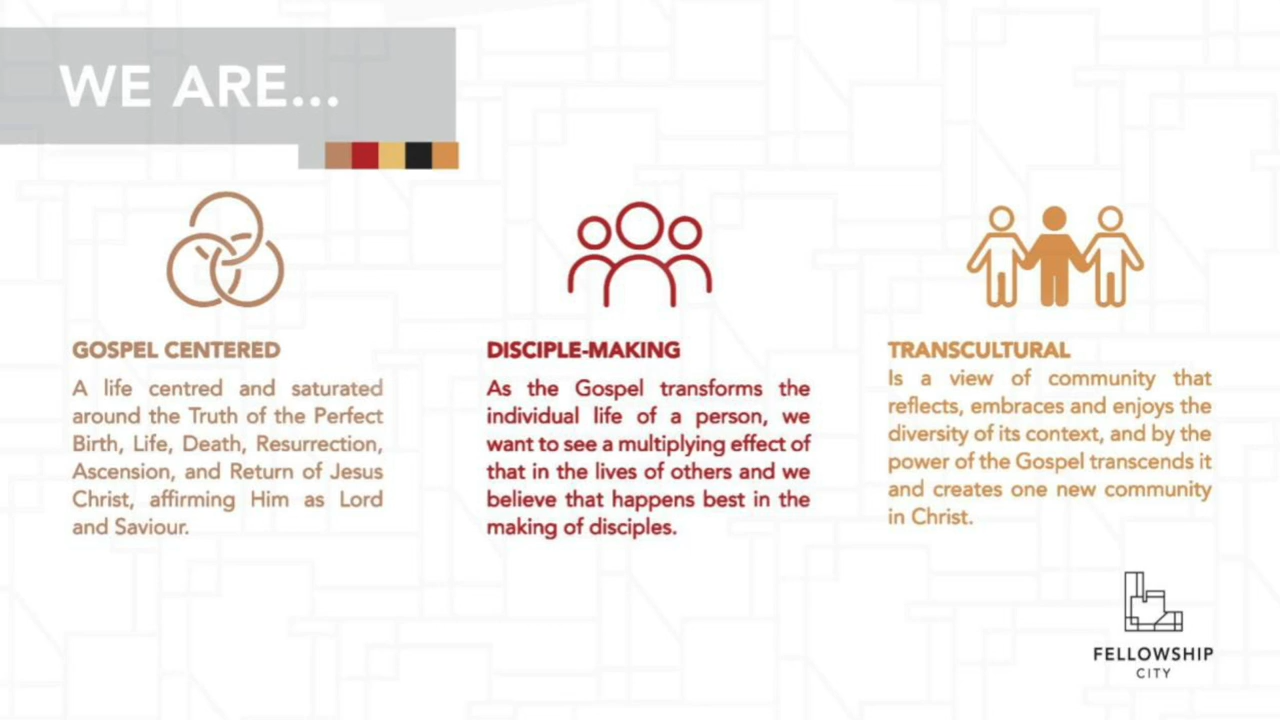 WE ARE...
GOSPEL CENTERED
A life centred and saturated
around the Truth of the Perfect
Birth, Life, Death, Resurrection,
Ascension, and Return of Jesus
Christ, affirming Him as Lord
and Saviour.
DISCIPLE-MAKING
As the Gospel transforms the
individual life of a person, we
want to see a multiplying effect of
that in the lives of others and we
believe that happens best in the
making of disciples.
TRANSCULTURAL
Is a view of community that
reflects, embraces and enjoys the
diversity of its context, and by the
power of the Gospel transcends it
and creates one new community
in Christ.
FELLOWSHIP
CITY